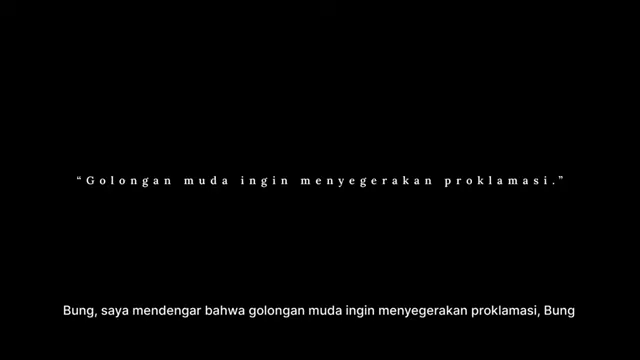 “Golongan muda ingin menyegerakan proklamasi.”
Bung, saya mendengar bahwa golongan muda ingin menyegerakan proklamasi, Bung